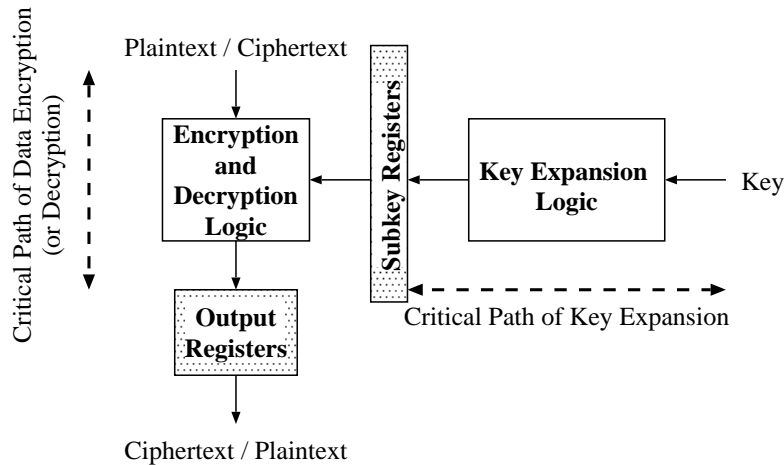 Plaintext / Ciphertext
Critical Path of Data Encryption
(or Decryption)
Encryption
and
Decryption
Logic
Subkey Registers
Key Expansion
Logic
Key
Critical Path of Key Expansion
Output
Registers
Ciphertext / Plaintext